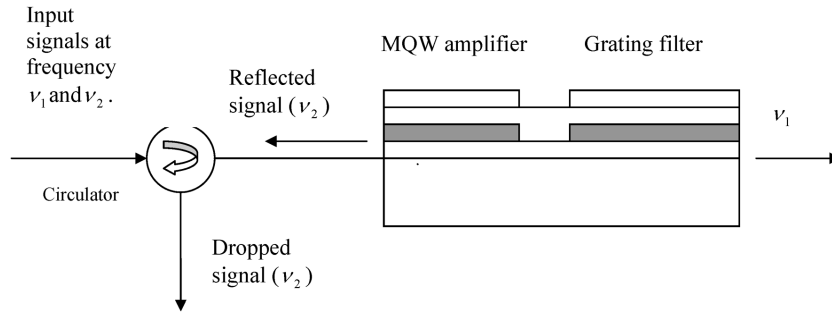 Input
signals at
frequency
ν₁ and ν₂ .
MQW amplifier
Grating filter
Reflected
signal (ν₂)
ν₁
Circulator
Dropped
signal (ν₂)